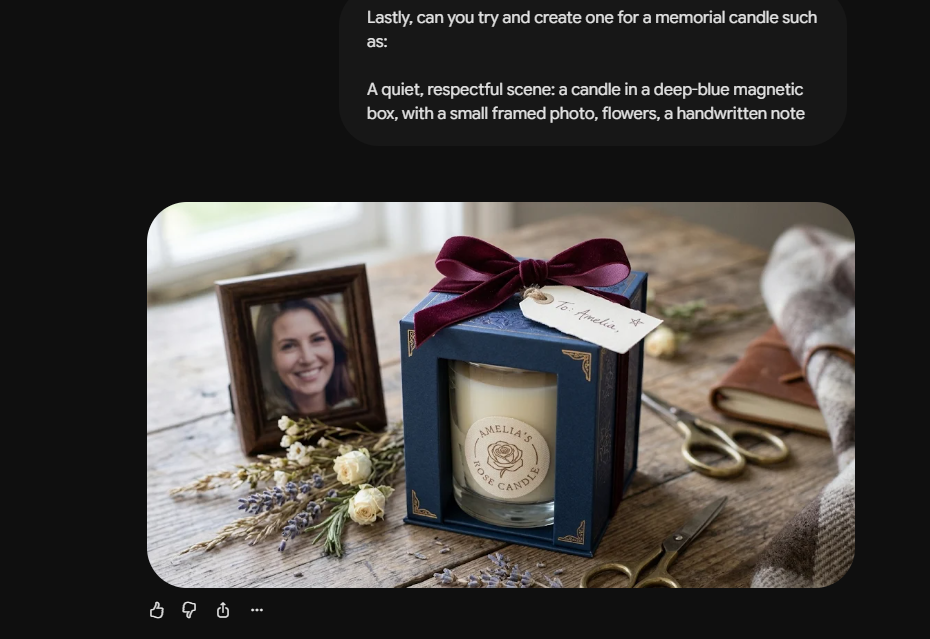 Lastly, can you try and create one for a memorial candle such
as:
A quiet, respectful scene: a candle in a deep-blue magnetic
box, with a small framed photo, flowers, a handwritten note
To: Amelia,
AMELIA'S
ROSE CANDLE